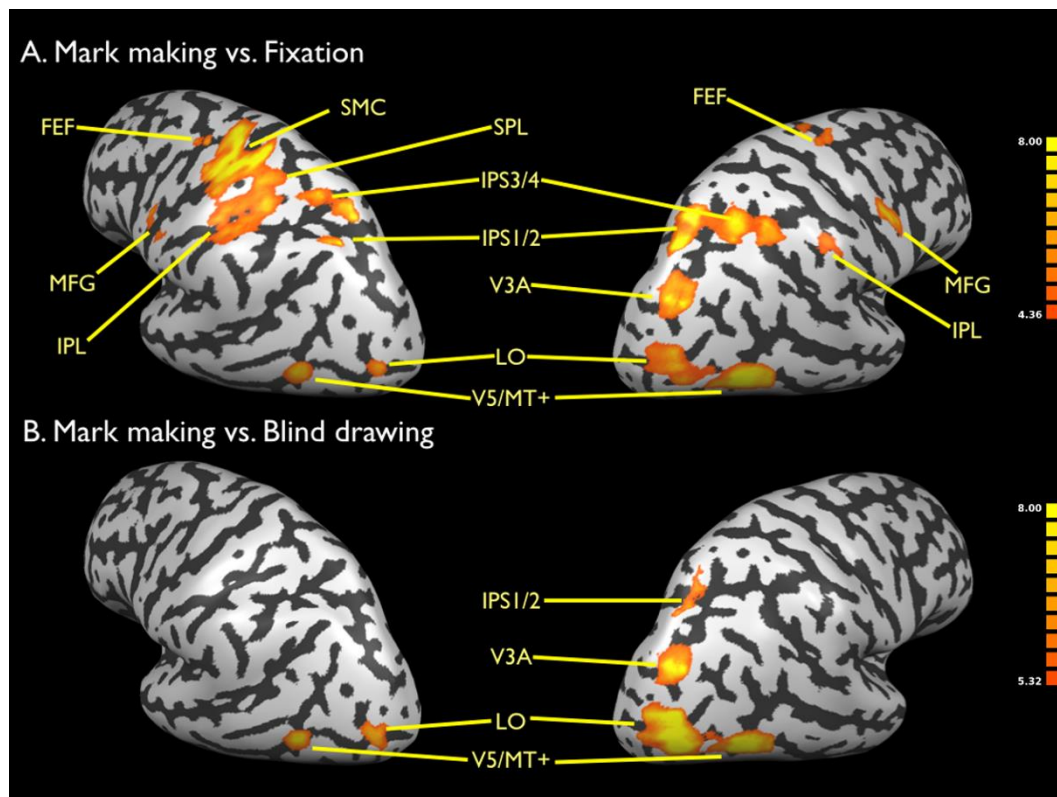 A. Mark making vs. Fixation
FEF
SMC
SPL
FEF
8.00
IPS3/4
IPS1/2
MFG
V3A
MFG
4.36
IPL
IPL
LO
V5/MT+
B. Mark making vs. Blind drawing
8.00
IPS1/2
V3A
5.32
LO
V5/MT+